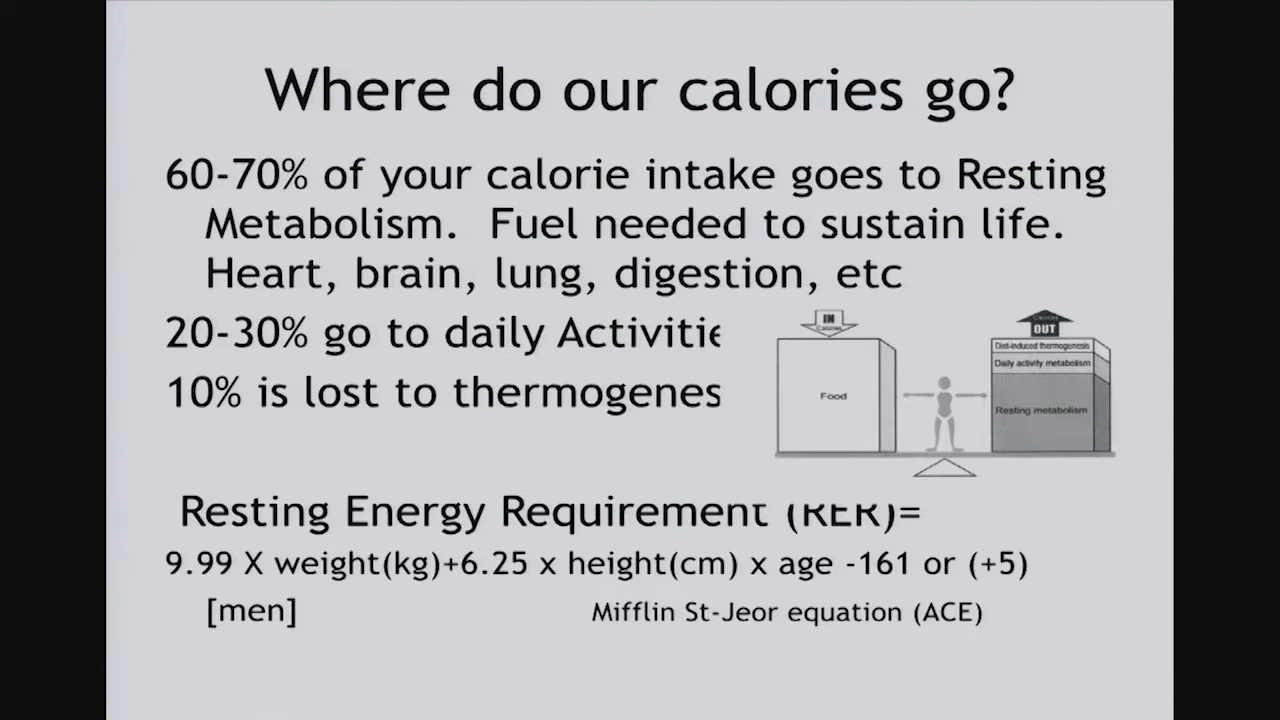 Where do our calories go?
60-70% of your calorie intake goes to Resting
Metabolism. Fuel needed to sustain life.
Heart, brain, lung, digestion, etc
20-30% go to daily Activitie
10% is lost to thermogenes
IN
Calories
Food
Calories
OUT
Diet-induced thermogenesis
Daily activity metabolism
Resting metabolism
Resting Energy Requirement (RER)=
9.99 X weight(kg)+6.25 x height(cm) x age -161 or (+5)
[men]
Mifflin St-Jeor equation (ACE)